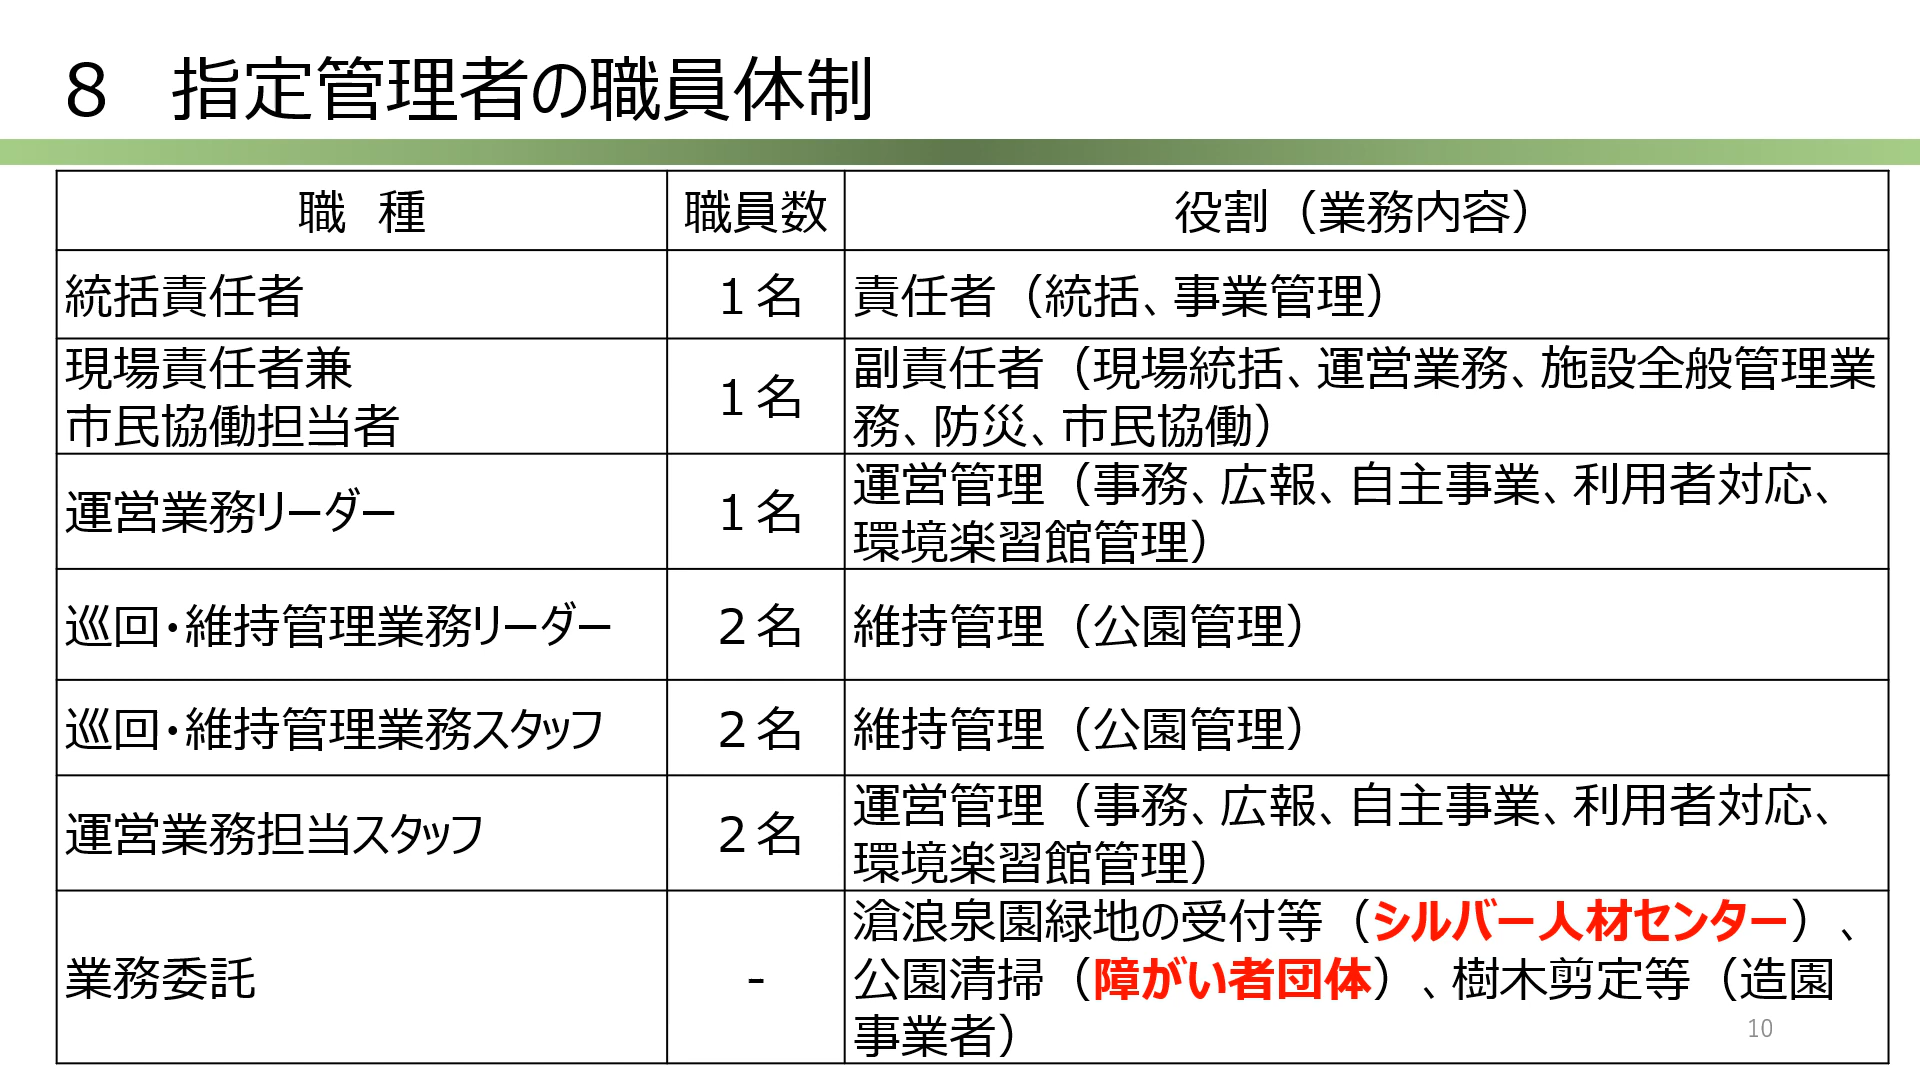 ８　指定管理者の職員体制
職　種
職員数
役割（業務内容）
統括責任者
１名
責任者（統括、事業管理）
現場責任者兼
市民協働担当者
１名
副責任者（現場統括、運営業務、施設全般管理業
務、防災、市民協働）
運営業務リーダー
１名
運営管理（事務、広報、自主事業、利用者対応、
環境楽習館管理）
巡回・維持管理業務リーダー
２名
維持管理（公園管理）
巡回・維持管理業務スタッフ
２名
維持管理（公園管理）
運営業務担当スタッフ
２名
運営管理（事務、広報、自主事業、利用者対応、
環境楽習館管理）
業務委託
-
滄浪泉園緑地の受付等（シルバー人材センター）、
公園清掃（障がい者団体）、樹木剪定等（造園
事業者）
10